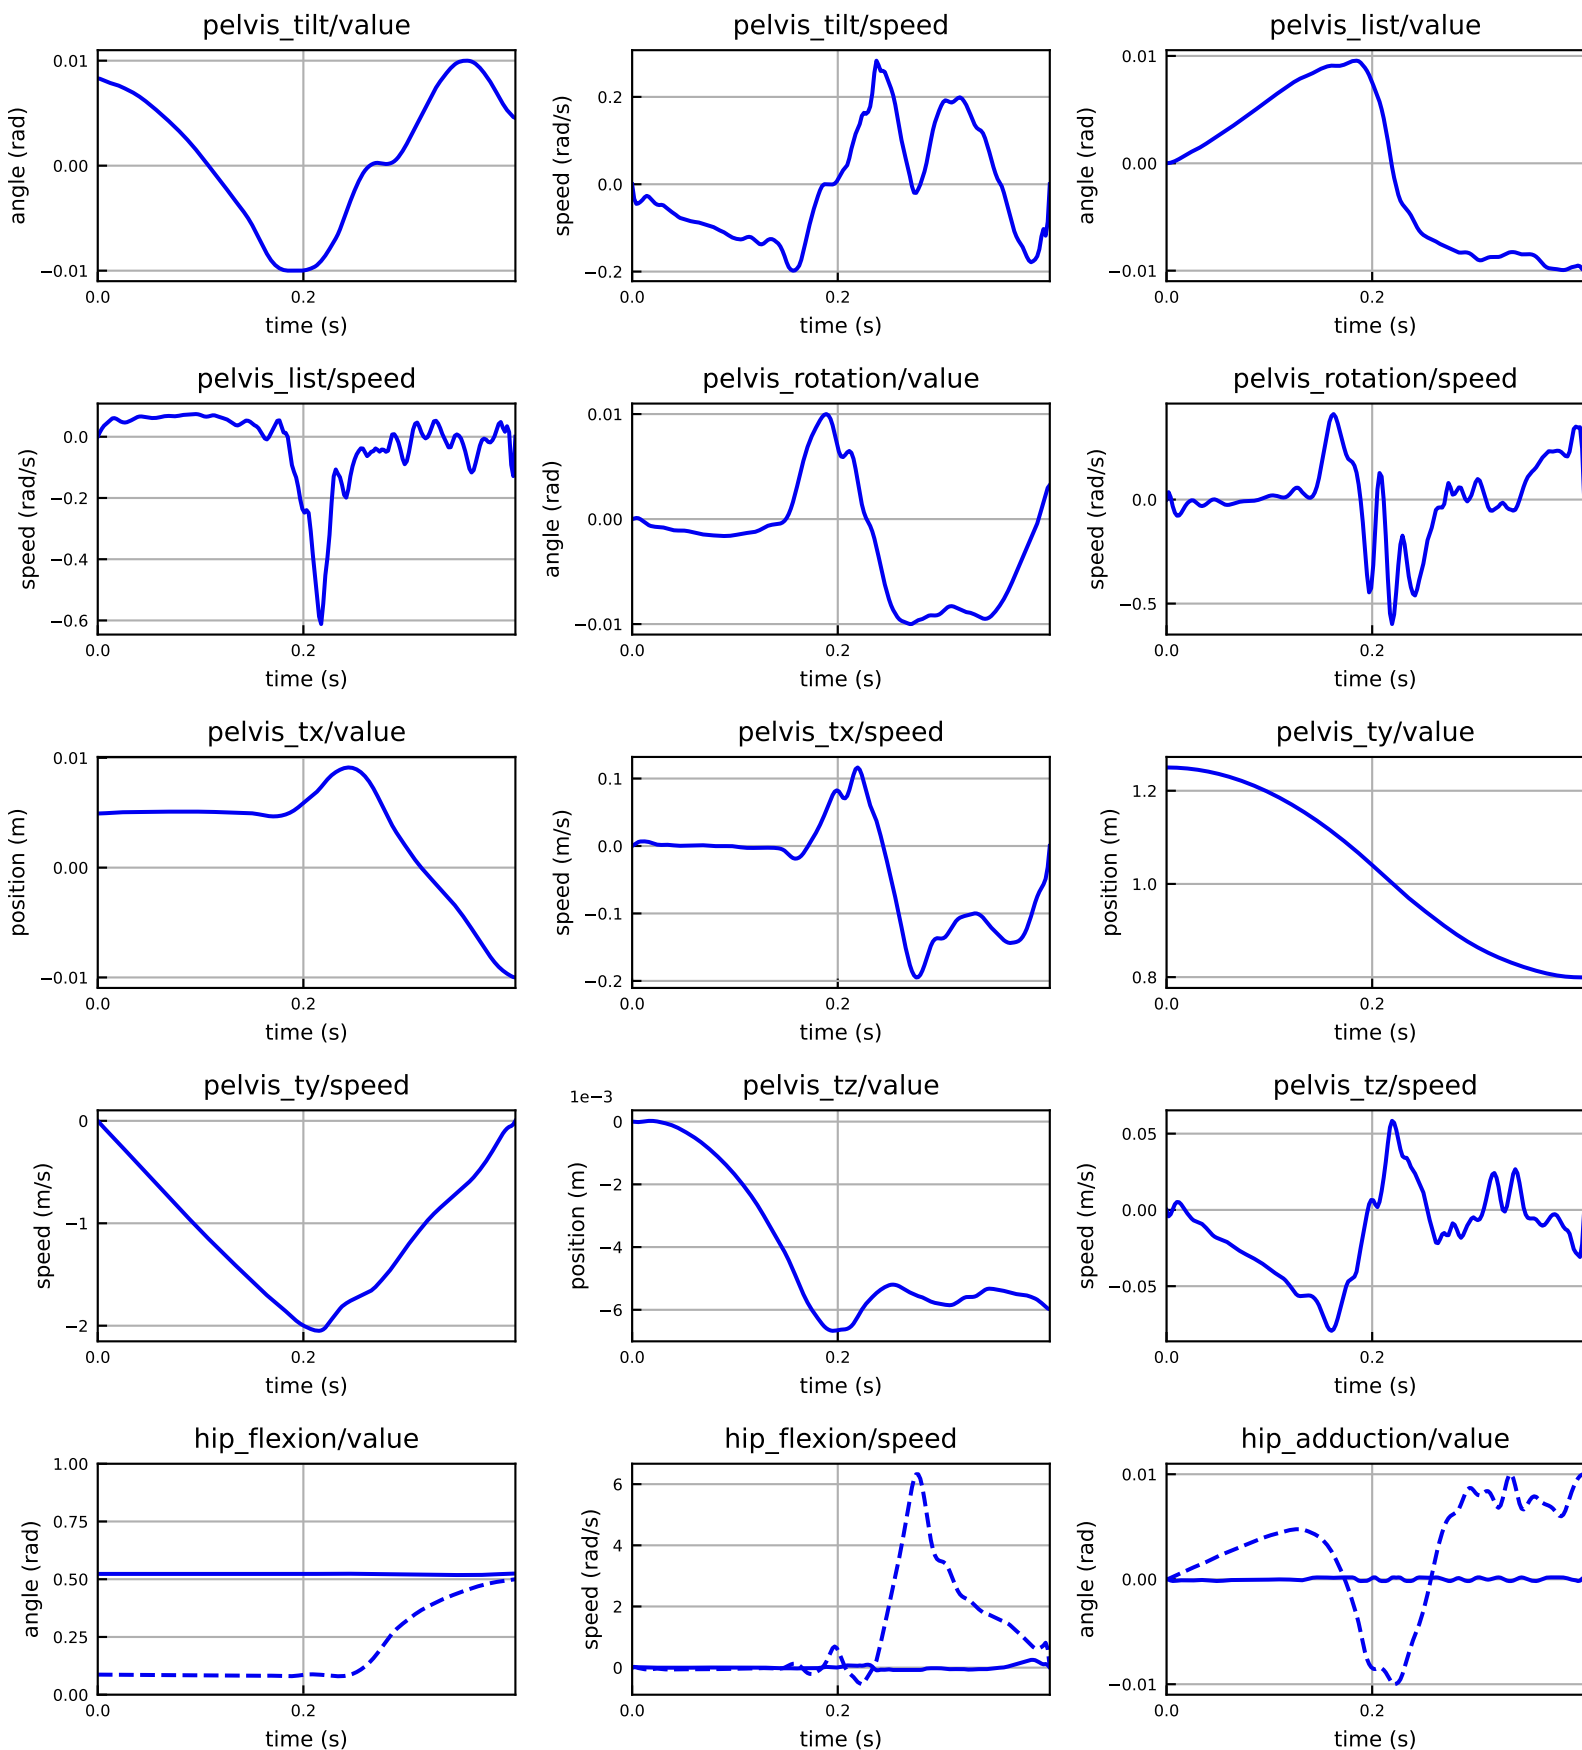 pelvis_tilt/value
pelvis_tilt/speed
pelvis_list/value
angle (rad)
0.01
0.00
−0.01
0.0
0.2
time (s)
speed (rad/s)
0.2
0.0
−0.2
0.0
0.2
time (s)
angle (rad)
0.01
0.00
−0.01
0.0
0.2
time (s)
pelvis_list/speed
pelvis_rotation/value
pelvis_rotation/speed
speed (rad/s)
0.0
−0.2
−0.4
−0.6
0.0
0.2
time (s)
angle (rad)
0.01
0.00
−0.01
0.0
0.2
time (s)
speed (rad/s)
0.0
−0.5
0.0
0.2
time (s)
pelvis_tx/value
pelvis_tx/speed
pelvis_ty/value
position (m)
0.01
0.00
−0.01
0.0
0.2
time (s)
speed (m/s)
0.1
0.0
−0.1
−0.2
0.0
0.2
time (s)
position (m)
1.2
1.0
0.8
0.0
0.2
time (s)
pelvis_ty/speed
pelvis_tz/value
pelvis_tz/speed
speed (m/s)
0
−1
−2
0.0
0.2
time (s)
1e−3
position (m)
0
−2
−4
−6
0.0
0.2
time (s)
speed (m/s)
0.05
0.00
−0.05
0.0
0.2
time (s)
hip_flexion/value
hip_flexion/speed
hip_adduction/value
angle (rad)
1.00
0.75
0.50
0.25
0.00
0.0
0.2
time (s)
speed (rad/s)
6
4
2
0
0.0
0.2
time (s)
angle (rad)
0.01
0.00
−0.01
0.0
0.2
time (s)